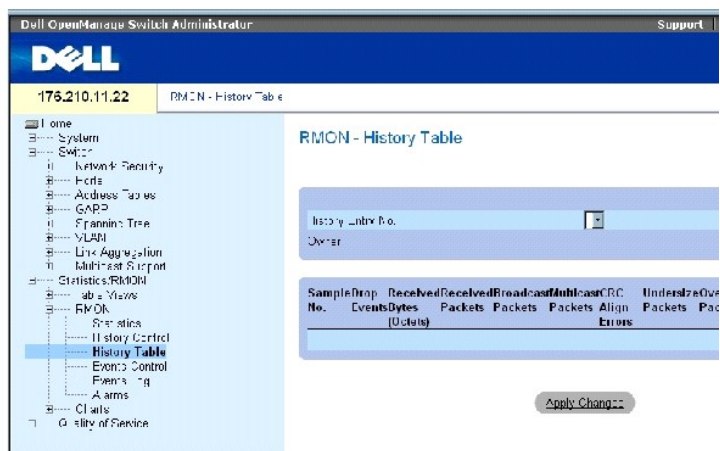 Dell OpenManage Switch Administrator
Support
DELL
176.210.11.22
RMON - History Table
Home
System
Switch
Network Security
Ports
Address Tables
GARP
Spanning Tree
VLAN
Link Aggregation
Multicast Support
Statistics/RMON
Table Views
RMON
Statistics
History Control
History Table
Events Control
Events Log
Alarms
Charts
Quality of Service
RMON - History Table
History Entry No.
Owner
Sample No. Drop Events Received Bytes (Octets) Received Packets Broadcast Packets Multicast Packets CRC Align Errors Undersize Packets
Apply Changes